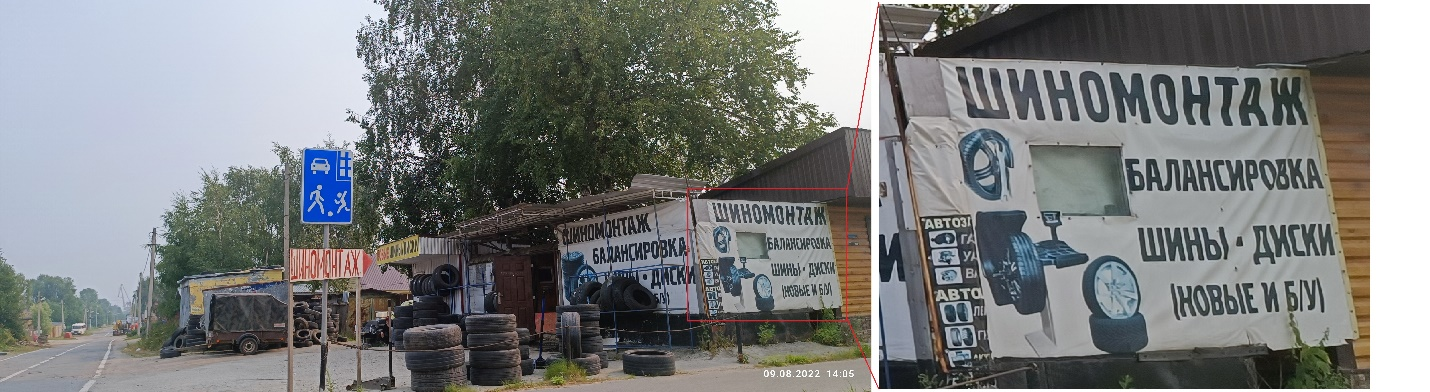 ШИНОМОНТАЖ
ШИНОМОНТАЖ
БАЛАНСИРОВКА
ДИСКИ
ШИНОМОНТАЖ
БАЛАНСИРОВКА
ШИНЫ · ДИСКИ
(НОВЫЕ И Б/У)
09.08.2022 14:05
ШИНОМОНТАЖ
БАЛАНСИРОВКА
ШИНЫ · ДИСКИ
(НОВЫЕ И Б/У)